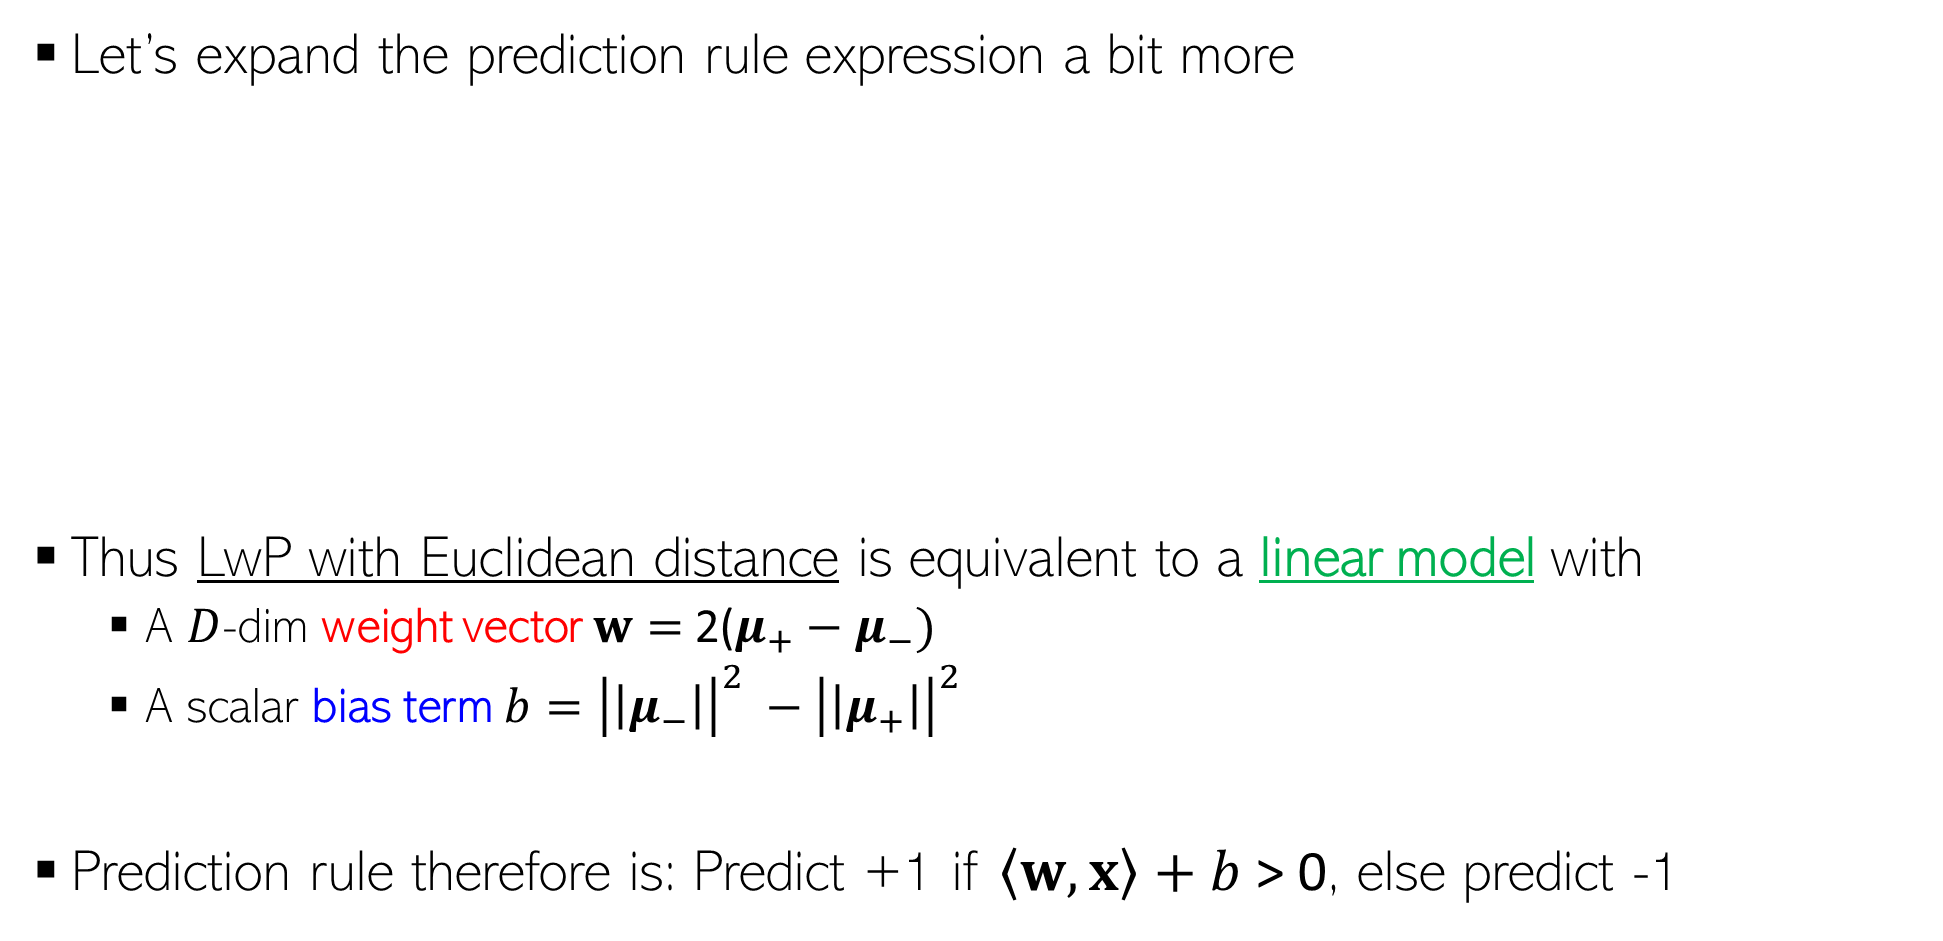 ▪ Let's expand the prediction rule expression a bit more
▪ Thus LwP with Euclidean distance is equivalent to a linear model with
▪ A D-dim weight vector w = 2(μ₊ − μ₋)
▪ A scalar bias term b = ||μ₋||² − ||μ₊||²
▪ Prediction rule therefore is: Predict +1 if ⟨w, x⟩ + b > 0, else predict -1